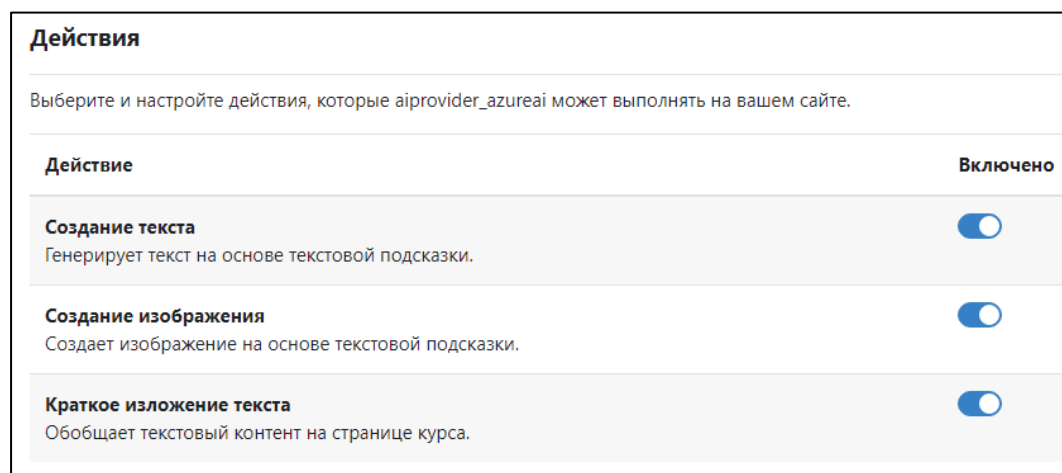 Действия
Выберите и настройте действия, которые aiprovider_azureai может выполнять на вашем сайте.
Действие Включено
Создание текста
Генерирует текст на основе текстовой подсказки.
Создание изображения
Создает изображение на основе текстовой подсказки.
Краткое изложение текста
Обобщает текстовый контент на странице курса.